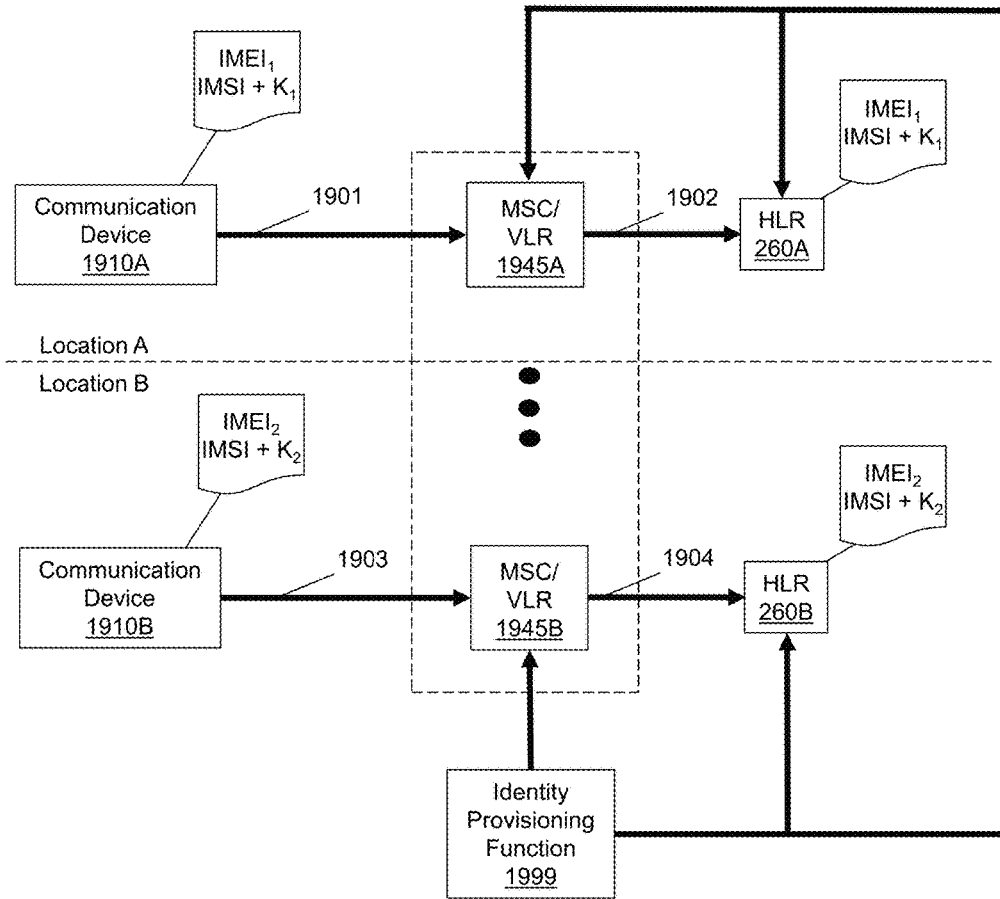 IMEI₁
IMSI + K₁
IMEI₁
IMSI + K₁
Communication
Device
1910A
1901
MSC/
VLR
1945A
1902
HLR
260A
Location A
Location B
IMEI₂
IMSI + K₂
IMEI₂
IMSI + K₂
Communication
Device
1910B
1903
MSC/
VLR
1945B
1904
HLR
260B
Identity
Provisioning
Function
1999